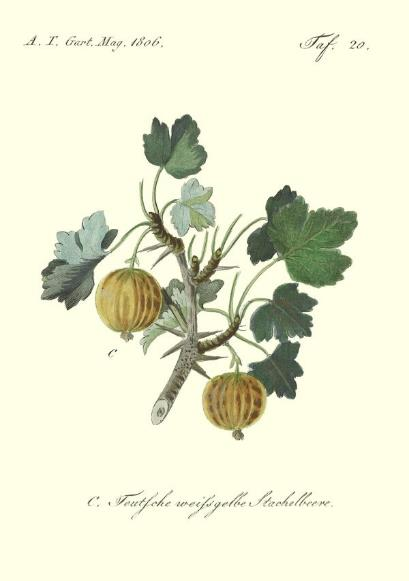 A. T. Gart. Mag. 1806.
Taf. 20.
C
C. Teutſche weiſsgelbe Stachelbeere.